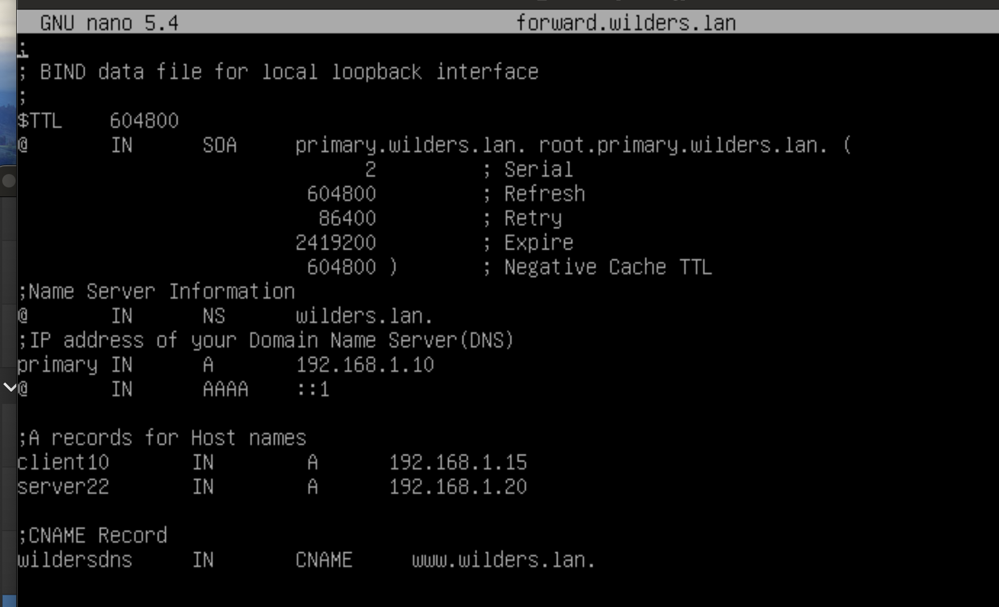 GNU nano 5.4 forward.wilders.lan
;
; BIND data file for local loopback interface
;
$TTL 604800
@ IN SOA primary.wilders.lan. root.primary.wilders.lan. (
2 ; Serial
604800 ; Refresh
86400 ; Retry
2419200 ; Expire
604800 ) ; Negative Cache TTL
;Name Server Information
@ IN NS wilders.lan.
;IP address of your Domain Name Server(DNS)
primary IN A 192.168.1.10
@ IN AAAA ::1
;A records for Host names
client10 IN A 192.168.1.15
server22 IN A 192.168.1.20
;CNAME Record
wildersdns IN CNAME www.wilders.lan.